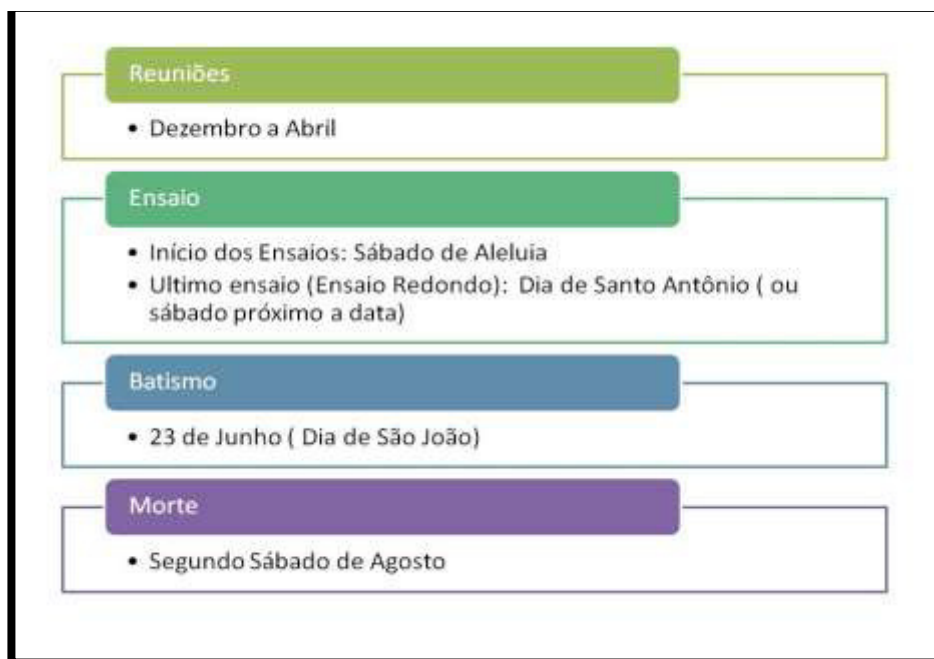 Reuniões
• Dezembro a Abril
Ensaio
• Início dos Ensaios: Sábado de Aleluia
• Ultimo ensaio (Ensaio Redondo): Dia de Santo Antônio ( ou
sábado próximo a data)
Batismo
• 23 de Junho ( Dia de São João)
Morte
• Segundo Sábado de Agosto